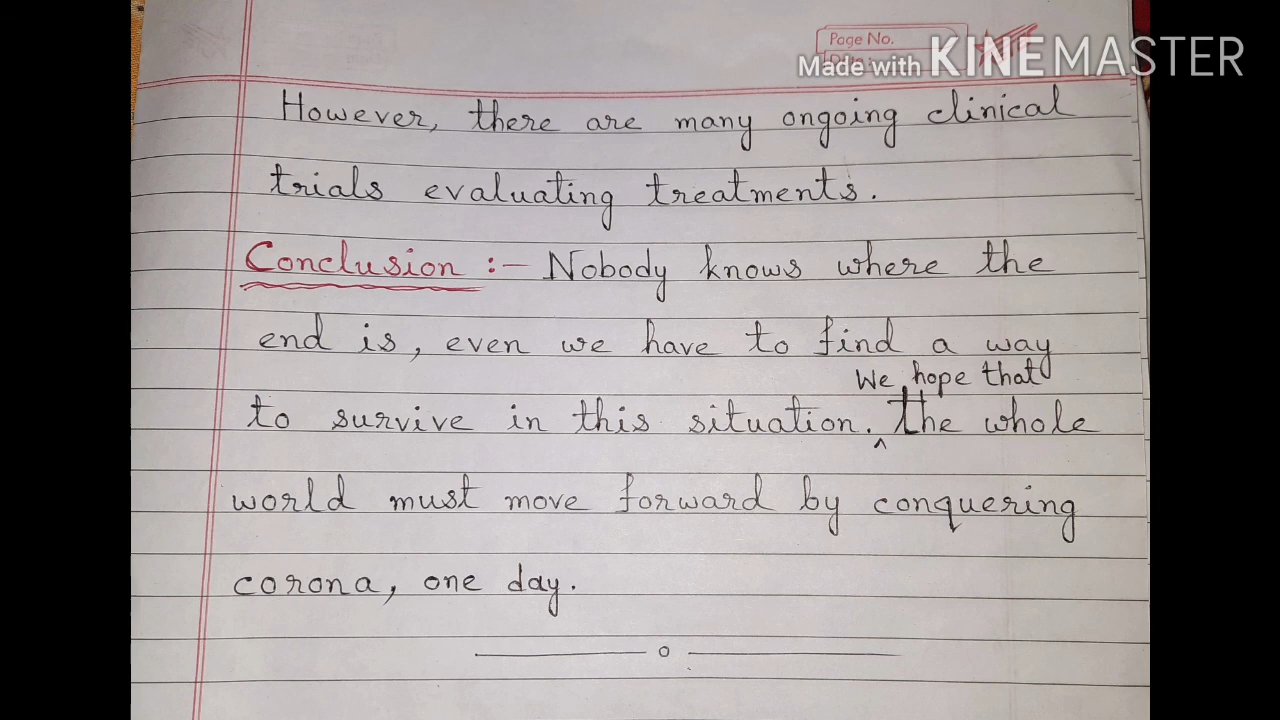 Page No.
Made with KINEMASTER
However, there are many ongoing clinical
trials evaluating treatments.
Conclusion :- Nobody knows where the
end is, even we have to find a way
We hope that
to survive in this situation. ^ The whole
world must move forward by conquering
corona, one day.